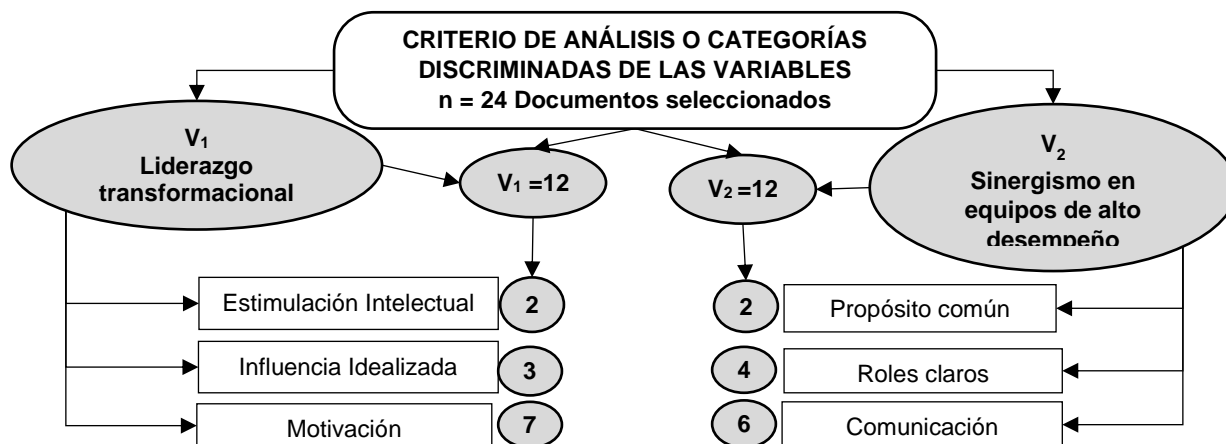 CRITERIO DE ANÁLISIS O CATEGORÍAS
DISCRIMINADAS DE LAS VARIABLES
n = 24 Documentos seleccionados
V₁
Liderazgo
transformacional
V₁ =12
V₂ =12
V₂
Sinergismo en
equipos de alto
desempeño
Estimulación Intelectual
2
2
Propósito común
Influencia Idealizada
3
4
Roles claros
Motivación
7
6
Comunicación